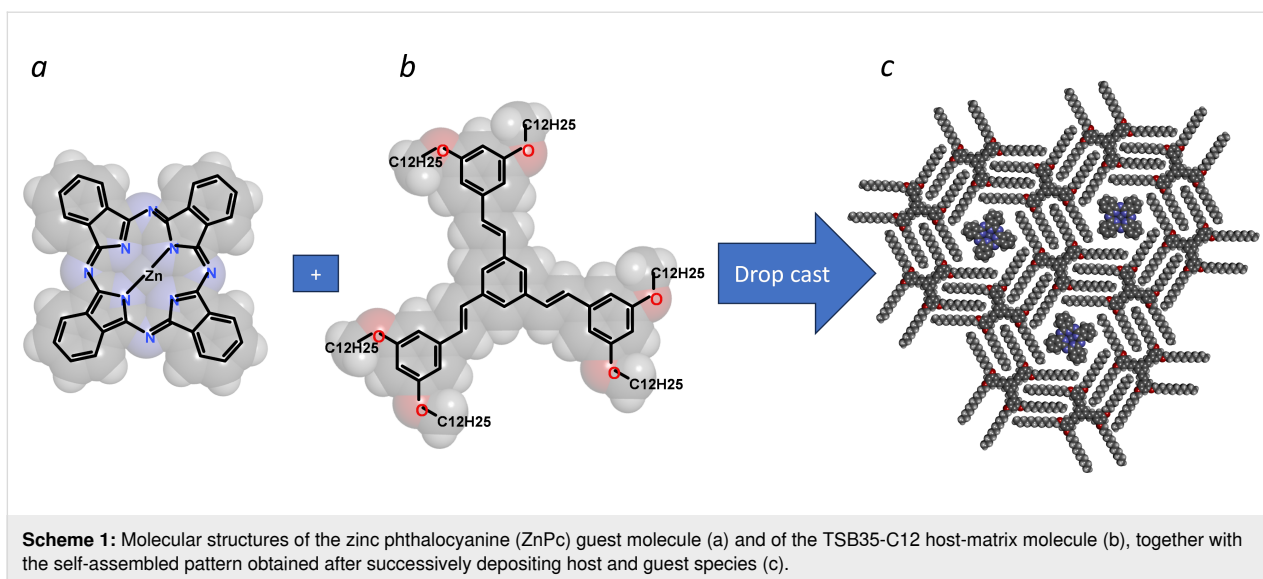 a
b
c
N
N
N
N
Zn
N
N
N
N
+
C12H25
C12H25
O
O
C12H25
O
O
C12H25
O
C12H25
O
C12H25
Drop cast
Scheme 1: Molecular structures of the zinc phthalocyanine (ZnPc) guest molecule (a) and of the TSB35-C12 host-matrix molecule (b), together with
the self-assembled pattern obtained after successively depositing host and guest species (c).